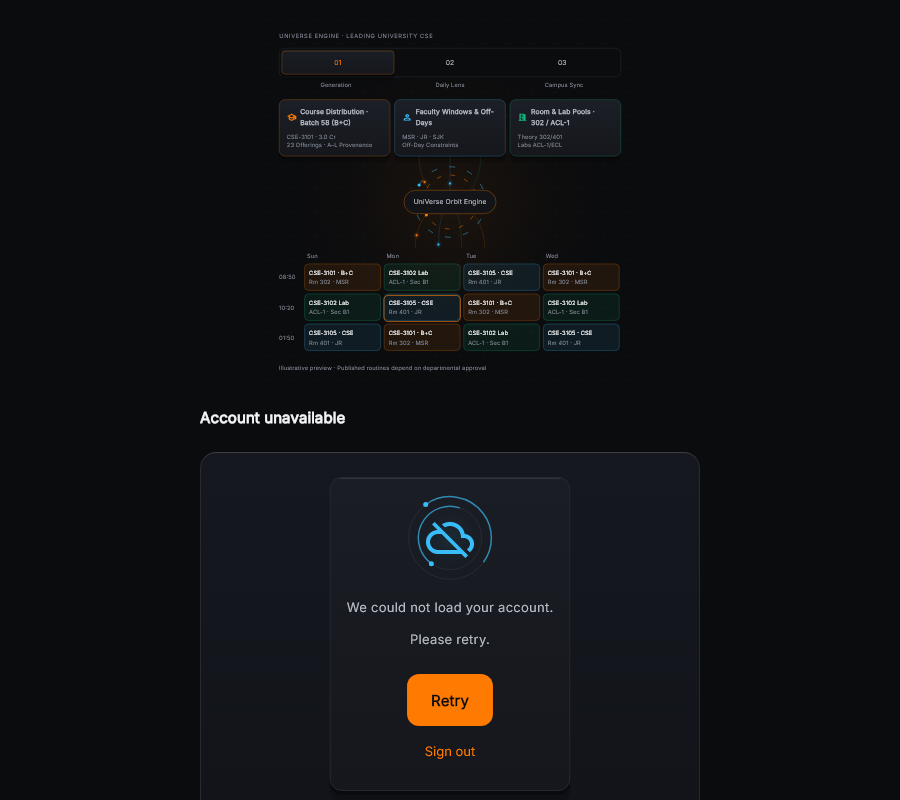 UNIVERSE ENGINE · LEADING UNIVERSITY CSE
01
02
03
Generation
Daily Lens
Campus Sync
Course Distribution ·
Batch 58 (B+C)
CSE-3101 · 3.0 Cr
23 Offerings · A–L Provenance
Faculty Windows & Off-
Days
MSR · JR · SJK
Off-Day Constraints
Room & Lab Pools ·
302 / ACL-1
Theory 302/401
Labs ACL-1/ECL
UniVerse Orbit Engine
Sun
Mon
Tue
Wed
08:50
CSE-3101 · B+C
Rm 302 · MSR
CSE-3102 Lab
ACL-1 · Sec B1
CSE-3105 · CSE
Rm 401 · JR
CSE-3101 · B+C
Rm 302 · MSR
10:20
CSE-3102 Lab
ACL-1 · Sec B1
CSE-3105 · CSE
Rm 401 · JR
CSE-3101 · B+C
Rm 302 · MSR
CSE-3102 Lab
ACL-1 · Sec B1
01:50
CSE-3105 · CSE
Rm 401 · JR
CSE-3101 · B+C
Rm 302 · MSR
CSE-3102 Lab
ACL-1 · Sec B1
CSE-3105 · CSE
Rm 401 · JR
Illustrative preview · Published routines depend on departmental approval
Account unavailable
We could not load your account.
Please retry.
Retry
Sign out